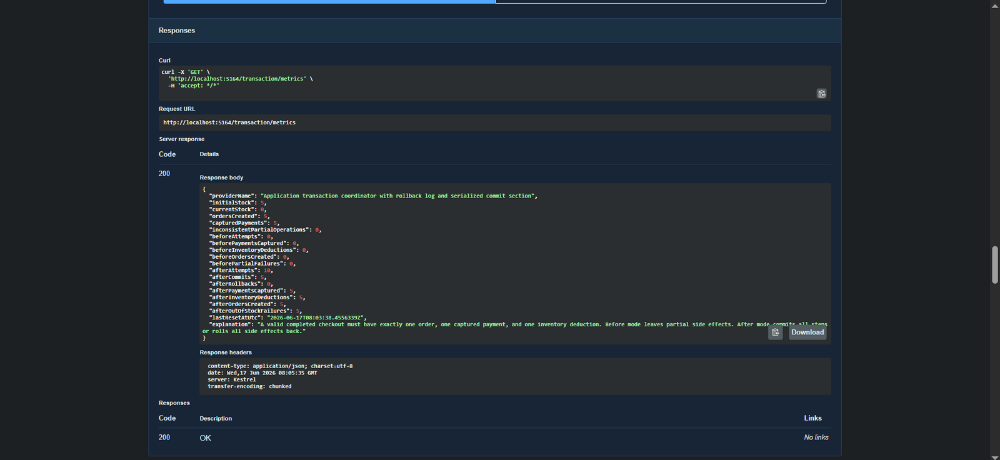 Responses
Curl
curl -X 'GET' \
  'http://localhost:5164/transaction/metrics' \
  -H 'accept: */*'
Request URL
http://localhost:5164/transaction/metrics
Server response
Code Details
200
Response body
{
  "providerName": "Application transaction coordinator with rollback log and serialized commit section",
  "initialStock": 5,
  "currentStock": 0,
  "ordersCreated": 5,
  "capturedPayments": 5,
  "inconsistentPartialOperations": 0,
  "beforeAttempts": 0,
  "beforePaymentsCaptured": 0,
  "beforeInventoryDeductions": 0,
  "beforeOrdersCreated": 0,
  "beforePartialFailures": 0,
  "afterAttempts": 10,
  "afterCommits": 5,
  "afterRollbacks": 0,
  "afterPaymentsCaptured": 5,
  "afterInventoryDeductions": 5,
  "afterOrdersCreated": 5,
  "afterOutOfStockFailures": 5,
  "lastResetAtUtc": "2026-06-17T08:03:38.4556339Z",
  "explanation": "A valid completed checkout must have exactly one order, one captured payment, and one inventory deduction. Before mode leaves partial side effects. After mode commits all steps
or rolls all side effects back."
}
Download
Response headers
content-type: application/json; charset=utf-8
date: Wed,17 Jun 2026 08:05:35 GMT
server: Kestrel
transfer-encoding: chunked
Responses
Code Description Links
200 OK No links